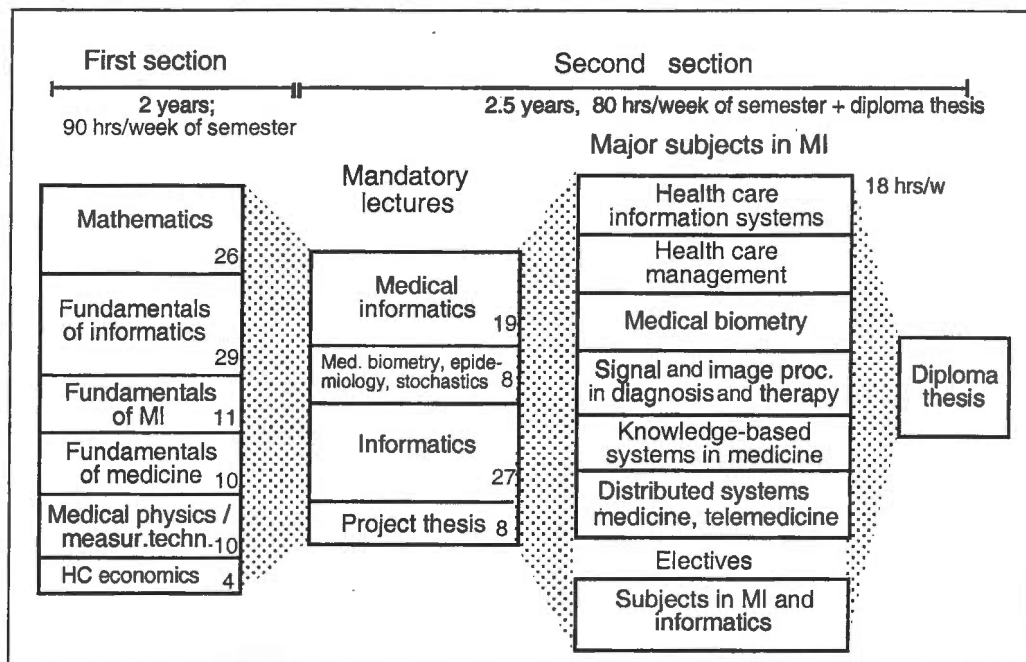 First section
2 years;
90 hrs/week of semester
Second section
2.5 years, 80 hrs/week of semester + diploma thesis
Mathematics
26
Fundamentals
of informatics
29
Fundamentals
of MI 11
Fundamentals
of medicine 10
Medical physics /
measur.techn. 10
HC economics 4
Mandatory
lectures
Medical
informatics
19
Med. biometry, epide-
miology, stochastics 8
Informatics
27
Project thesis 8
Major subjects in MI
18 hrs/w
Health care
information systems
Health care
management
Medical biometry
Signal and image proc.
in diagnosis and therapy
Knowledge-based
systems in medicine
Distributed systems
medicine, telemedicine
Electives
Subjects in MI and
informatics
Diploma
thesis